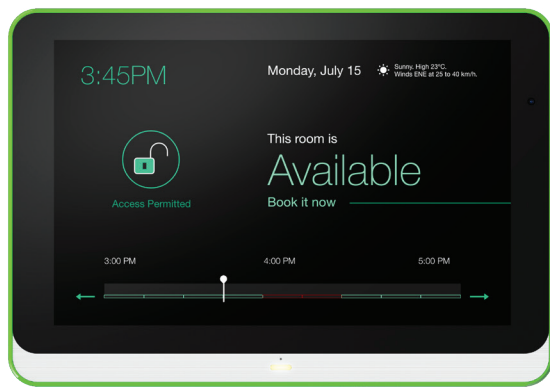 3:45PM
Monday, July 15
Sunny, High 23°C.
Winds ENE at 25 to 40 km/h.
This room is
Available
Book it now
Access Permitted
3:00 PM
4:00 PM
5:00 PM